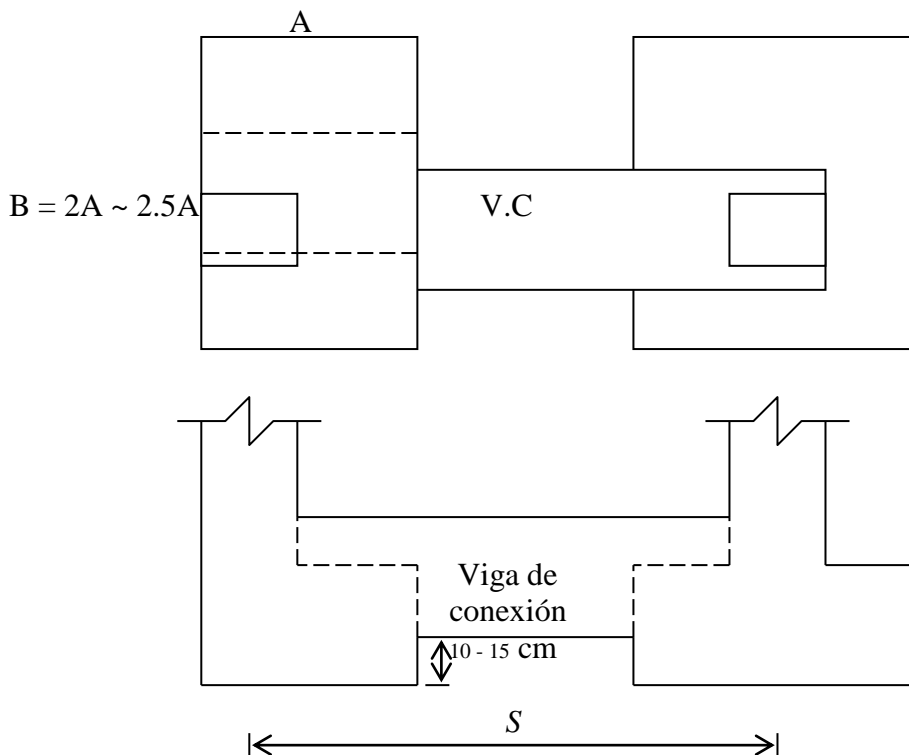 A
B = 2A ~ 2.5A
V.C
Viga de
conexión
10 - 15 cm
S